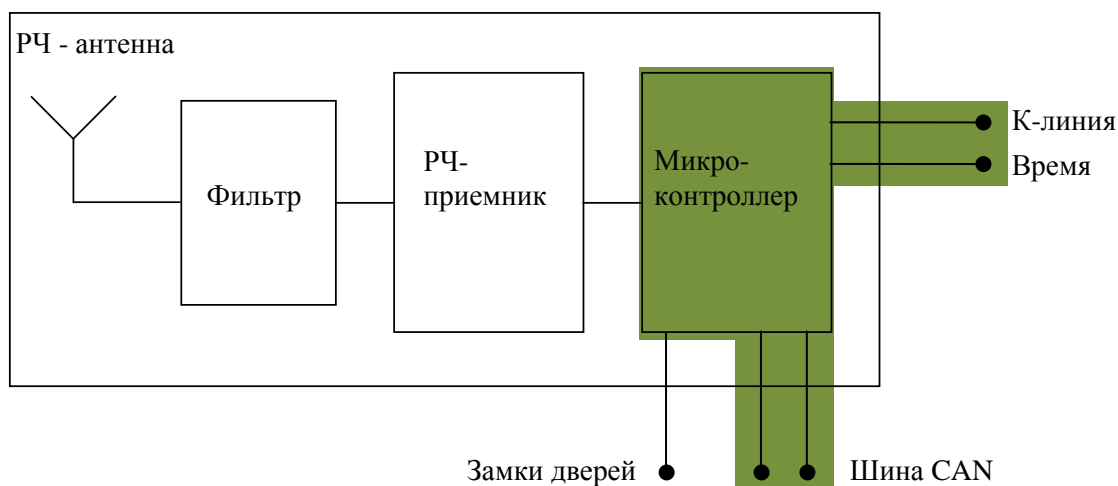 РЧ - антенна
Фильтр
РЧ-
приемник
Микро-
контроллер
К-линия
Время
Замки дверей
Шина CAN